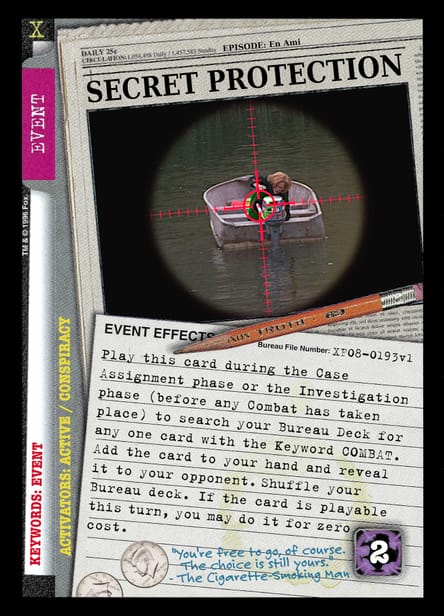 X
EVENT
TM & © 1996 Fox.
KEYWORDS: EVENT
ACTIVATORS: ACTIVE / CONSPIRACY
DAILY 25¢
CIRCULATION: 1,058,498 Daily / 1,457,583 Sunday
EPISODE: En Ami
SECRET PROTECTION
EVENT EFFECTS
Bureau File Number: XF08-0193v1
Play this card during the Case
Assignment phase or the Investigation
phase (before any Combat has taken
place) to search your Bureau Deck for
any one card with the Keyword COMBAT.
Add the card to your hand and reveal
it to your opponent. Shuffle your
Bureau deck. If the card is playable
this turn, you may do it for zero
cost.
2
"You're free to go, of course.
The choice is still yours."
- The Cigarette-Smoking Man